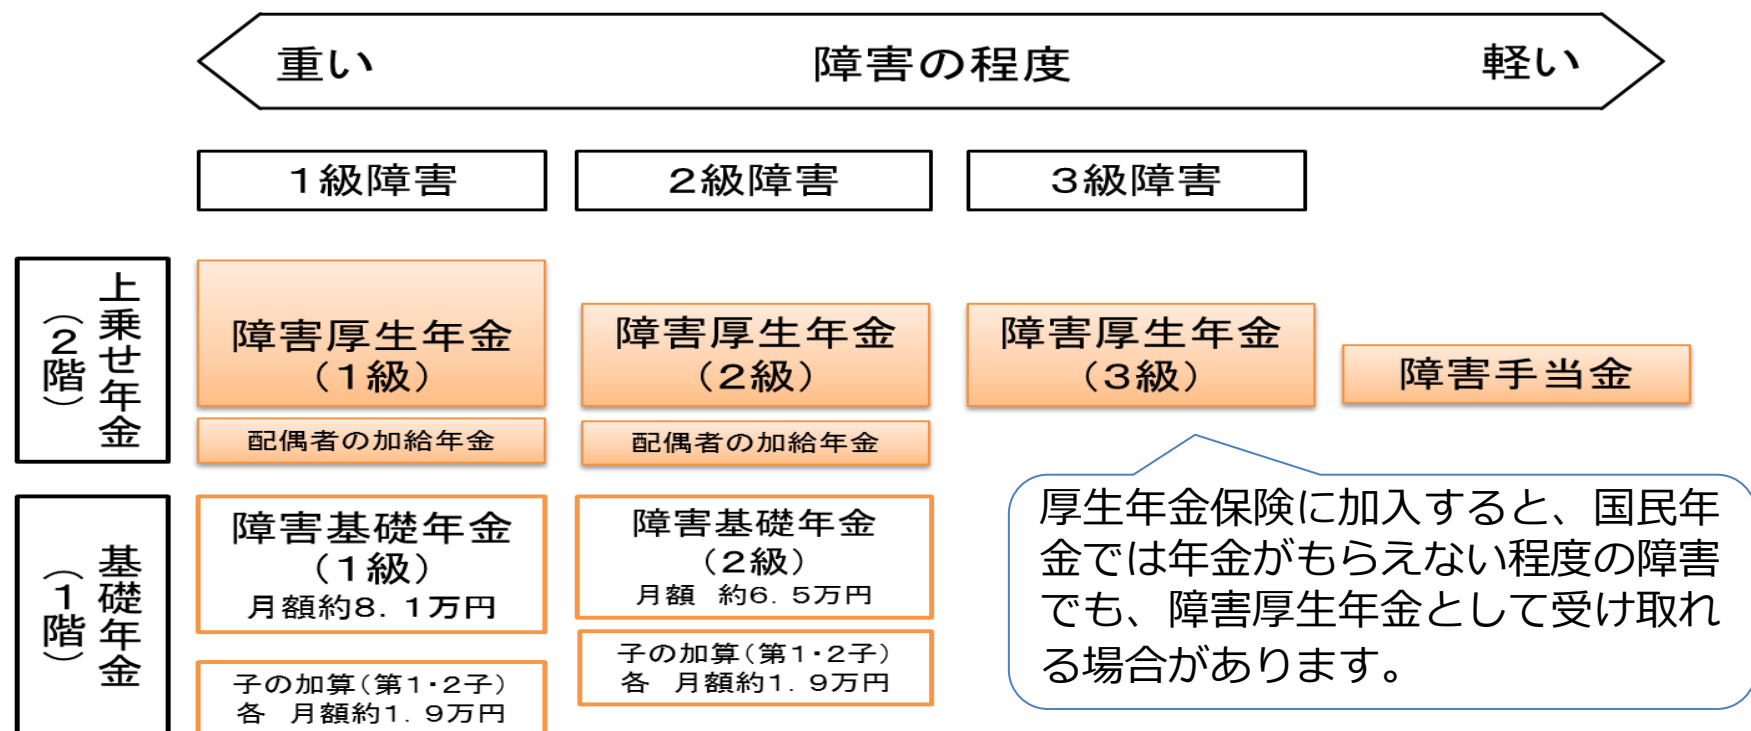 重い 障害の程度 軽い
1級障害
2級障害
3級障害
上乗せ年金
（2階）
障害厚生年金
（1級）
配偶者の加給年金
障害厚生年金
（2級）
配偶者の加給年金
障害厚生年金
（3級）
障害手当金
基礎年金
（1階）
障害基礎年金
（1級）
月額約8．1万円
子の加算（第1・2子）
各 月額約1．9万円
障害基礎年金
（2級）
月額 約6．5万円
子の加算（第1・2子）
各 月額約1．9万円
厚生年金保険に加入すると、国民年
金では年金がもらえない程度の障害
でも、障害厚生年金として受け取れ
る場合があります。